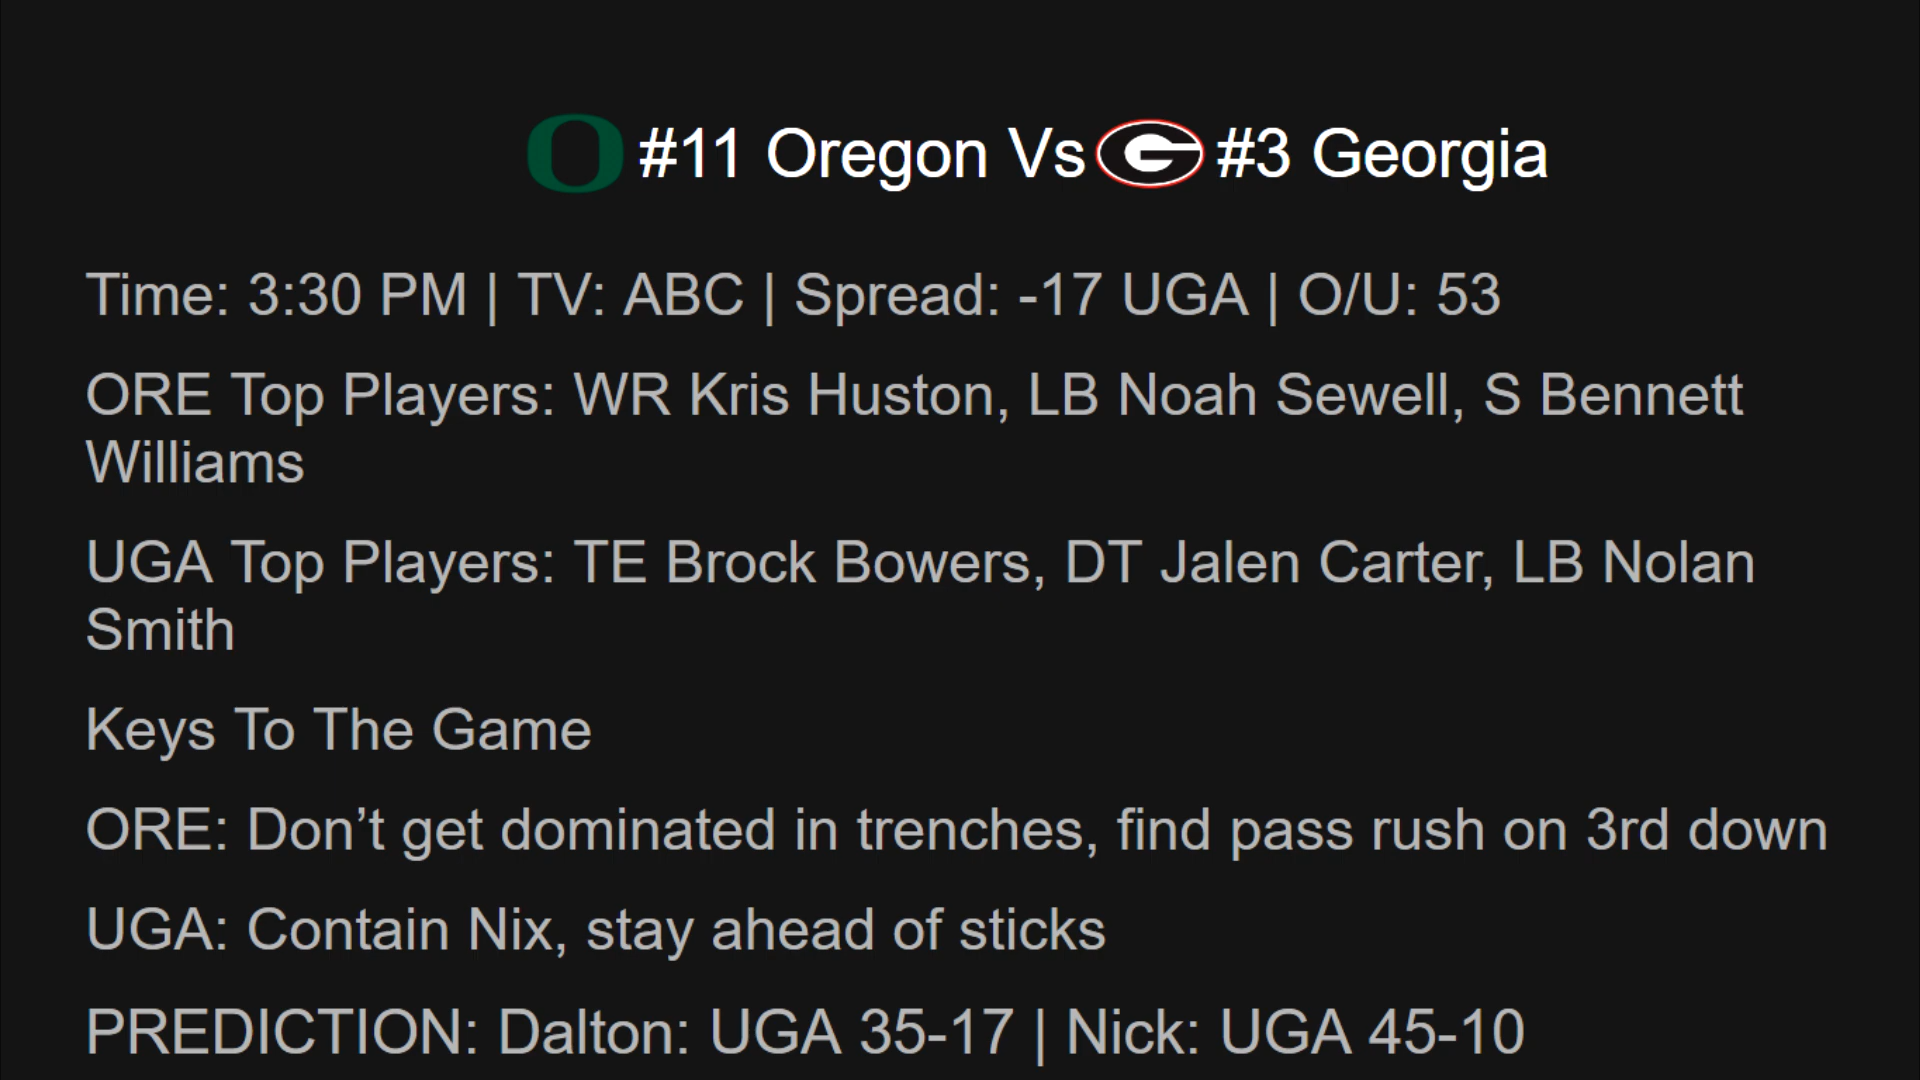 #11 Oregon Vs #3 Georgia
Time: 3:30 PM | TV: ABC | Spread: -17 UGA | O/U: 53
ORE Top Players: WR Kris Huston, LB Noah Sewell, S Bennett
Williams
UGA Top Players: TE Brock Bowers, DT Jalen Carter, LB Nolan
Smith
Keys To The Game
ORE: Don’t get dominated in trenches, find pass rush on 3rd down
UGA: Contain Nix, stay ahead of sticks
PREDICTION: Dalton: UGA 35-17 | Nick: UGA 45-10